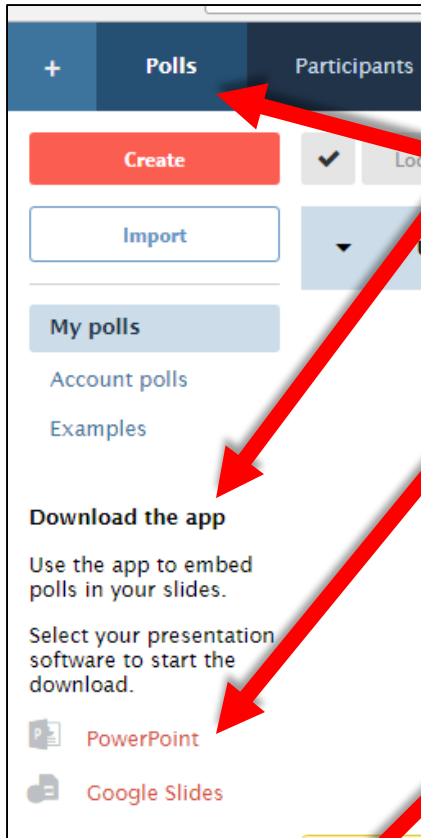 + Polls Participants
Create
Import
My polls
Account polls
Examples
Download the app
Use the app to embed
polls in your slides.
Select your presentation
software to start the
download.
PowerPoint
Google Slides